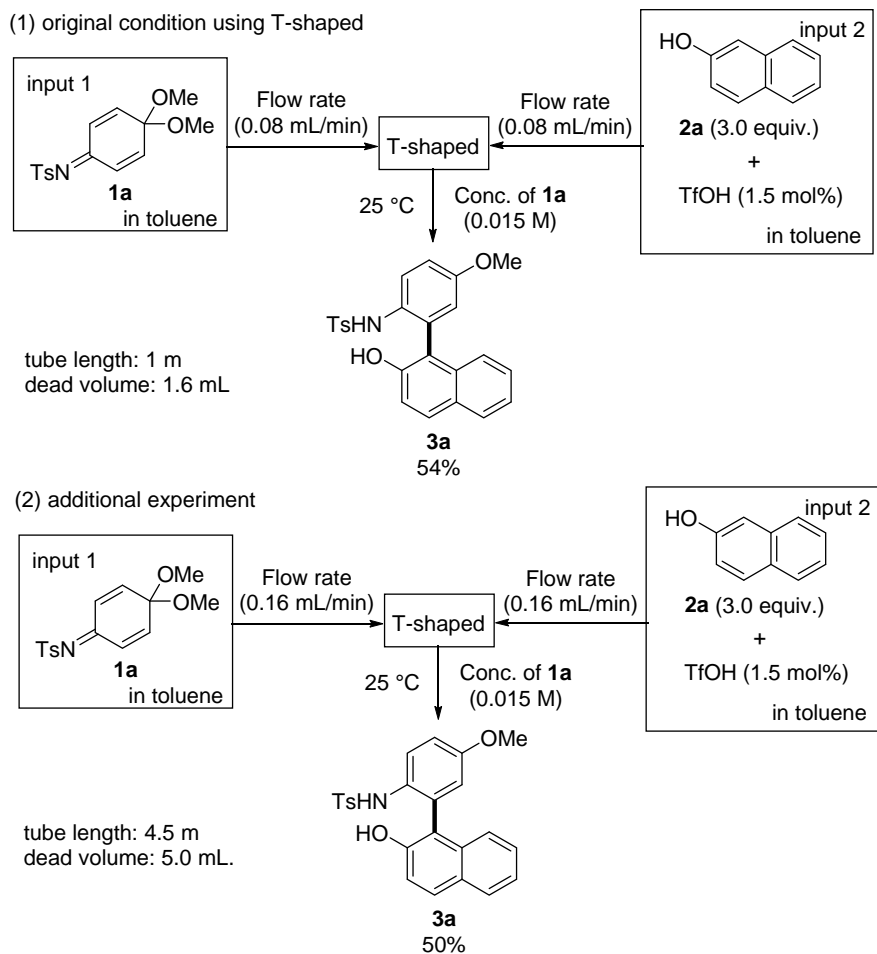 (1) original condition using T-shaped
input 1
OMe
OMe
TsN
1a
in toluene
Flow rate
(0.08 mL/min)
T-shaped
Flow rate
(0.08 mL/min)
input 2
HO
2a (3.0 equiv.)
+
TfOH (1.5 mol%)
in toluene
25 °C
Conc. of 1a
(0.015 M)
OMe
TsHN
HO
tube length: 1 m
dead volume: 1.6 mL
3a
54%
(2) additional experiment
input 1
OMe
OMe
TsN
1a
in toluene
Flow rate
(0.16 mL/min)
T-shaped
Flow rate
(0.16 mL/min)
input 2
HO
2a (3.0 equiv.)
+
TfOH (1.5 mol%)
in toluene
25 °C
Conc. of 1a
(0.015 M)
OMe
TsHN
HO
tube length: 4.5 m
dead volume: 5.0 mL.
3a
50%